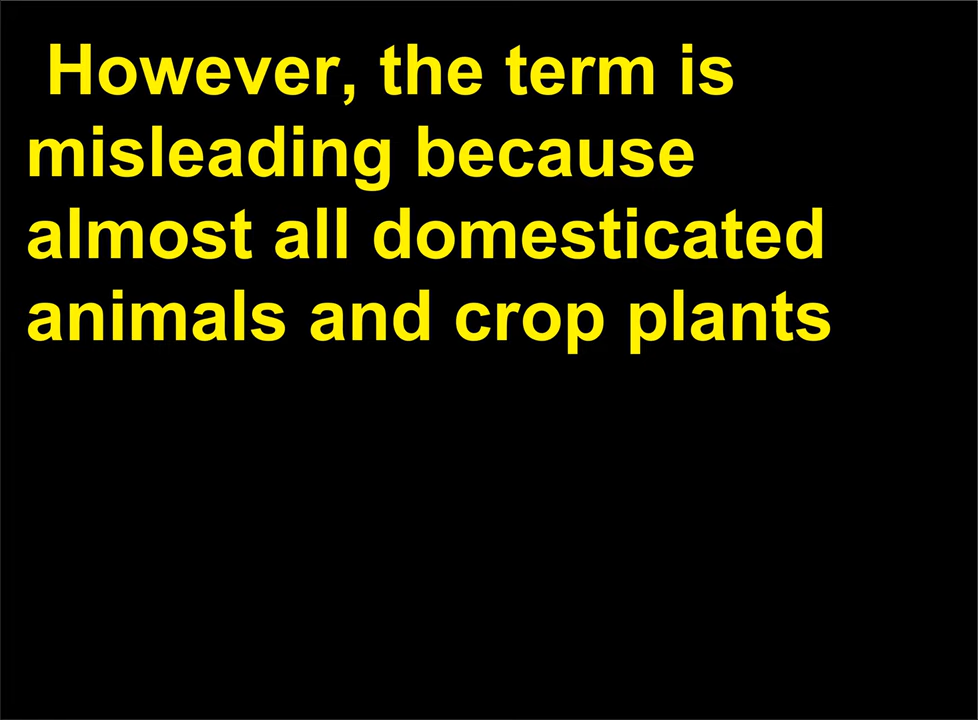 However, the term is
misleading because
almost all domesticated
animals and crop plants